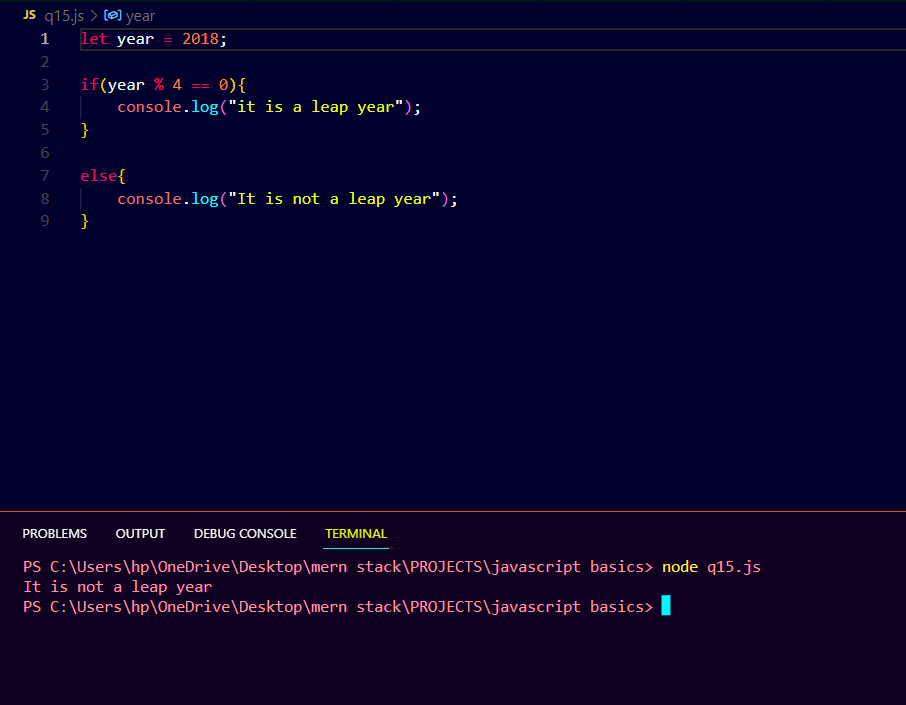 JS q15.js > year
1 let year = 2018;
2
3 if(year % 4 == 0){
4 console.log("it is a leap year");
5 }
6
7 else{
8 console.log("It is not a leap year");
9 }
PROBLEMS OUTPUT DEBUG CONSOLE TERMINAL
PS C:\Users\hp\OneDrive\Desktop\mern stack\PROJECTS\javascript basics> node q15.js
It is not a leap year
PS C:\Users\hp\OneDrive\Desktop\mern stack\PROJECTS\javascript basics>